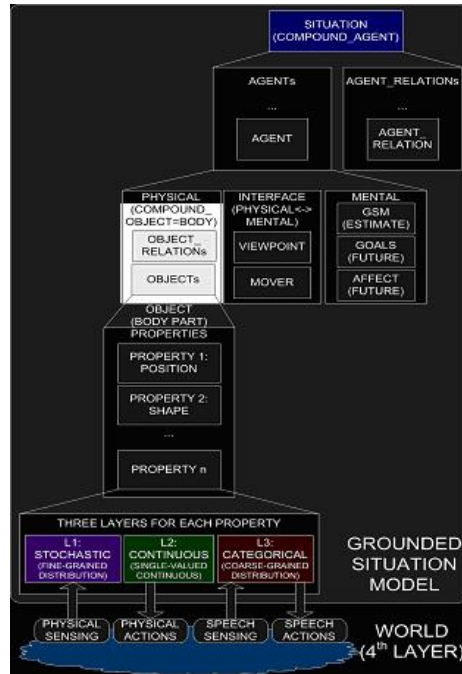 SITUATION
(COMPOUND_AGENT)
AGENTs
...
AGENT
AGENT_RELATIONs
...
AGENT_
RELATION
PHYSICAL
(COMPOUND_
OBJECT=BODY)
OBJECT_
RELATIONs
OBJECTs
INTERFACE
(PHYSICAL<->
MENTAL)
VIEWPOINT
MOVER
MENTAL
GSM
(ESTIMATE)
GOALS
(FUTURE)
AFFECT
(FUTURE)
OBJECT
(BODY PART)
PROPERTIES
PROPERTY 1:
POSITION
PROPERTY 2:
SHAPE
...
PROPERTY n
THREE LAYERS FOR EACH PROPERTY
L1:
STOCHASTIC
(FINE-GRAINED
DISTRIBUTION)
L2:
CONTINUOUS
(SINGLE-VALUED
CONTINUOUS)
L3:
CATEGORICAL
(COARSE-GRAINED
DISTRIBUTION)
GROUNDED
SITUATION
MODEL
PHYSICAL
SENSING
PHYSICAL
ACTIONS
SPEECH
SENSING
SPEECH
ACTIONS
WORLD
(4th LAYER)